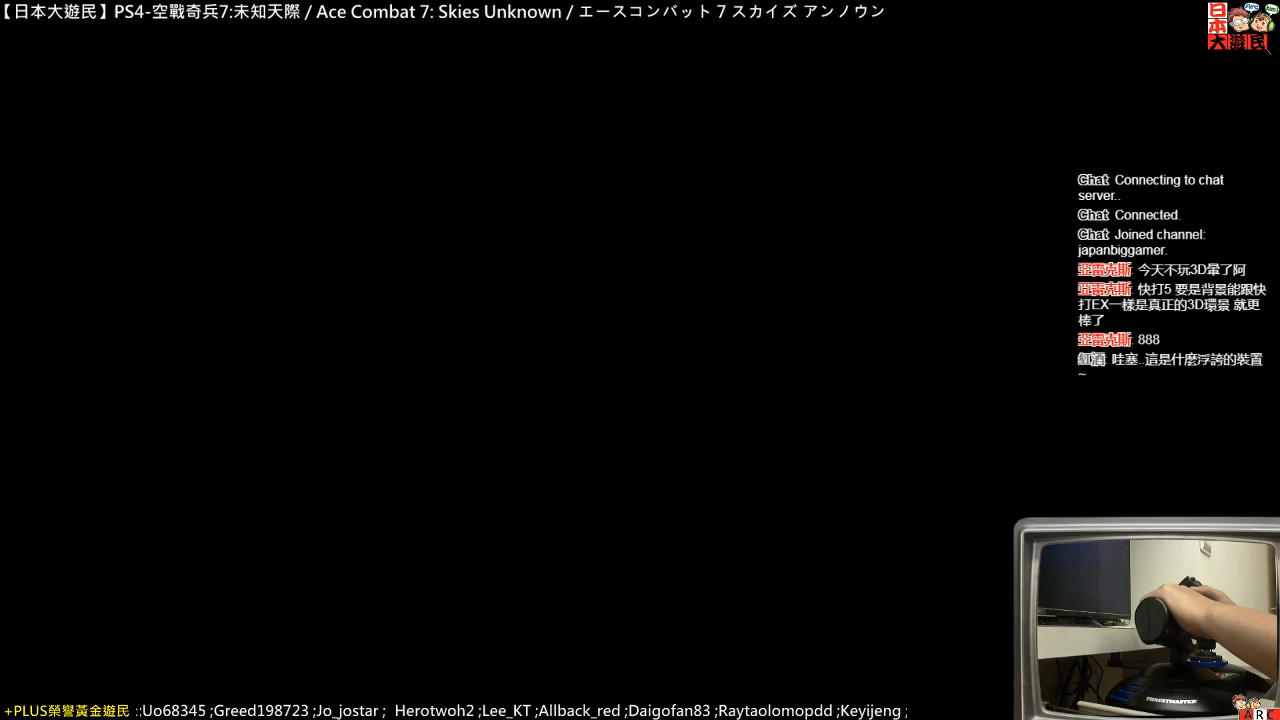 【日本大遊民】PS4-空戰奇兵7:未知天際 / Ace Combat 7: Skies Unknown / エースコンバット 7 スカイズ アンノウン
日本
大遊民
Chat Connecting to chat
server..
Chat Connected.
Chat Joined channel:
japanbiggamer.
亞雷克斯 今天不玩3D暈了阿
亞雷克斯 快打5 要是背景能跟快
打EX一樣是真正的3D環景 就更
棒了
亞雷克斯 888
紅酒 哇塞..這是什麼浮誇的裝置
~
THRUSTMASTER
ARC
+PLUS榮譽黃金遊民 :;Uo68345 ;Greed198723 ;Jo_jostar ; Herotwoh2 ;Lee_KT ;Allback_red ;Daigofan83 ;Raytaolomopdd ;Keyijeng ;